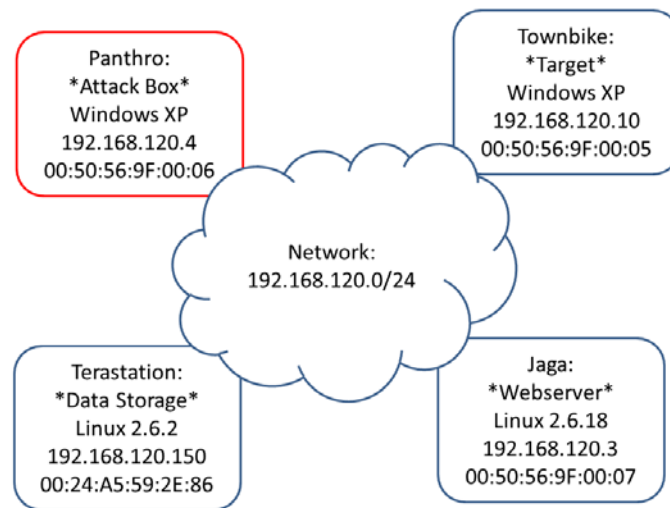 Panthro:
*Attack Box*
Windows XP
192.168.120.4
00:50:56:9F:00:06
Townbike:
*Target*
Windows XP
192.168.120.10
00:50:56:9F:00:05
Network:
192.168.120.0/24
Terastation:
*Data Storage*
Linux 2.6.2
192.168.120.150
00:24:A5:59:2E:86
Jaga:
*Webserver*
Linux 2.6.18
192.168.120.3
00:50:56:9F:00:07